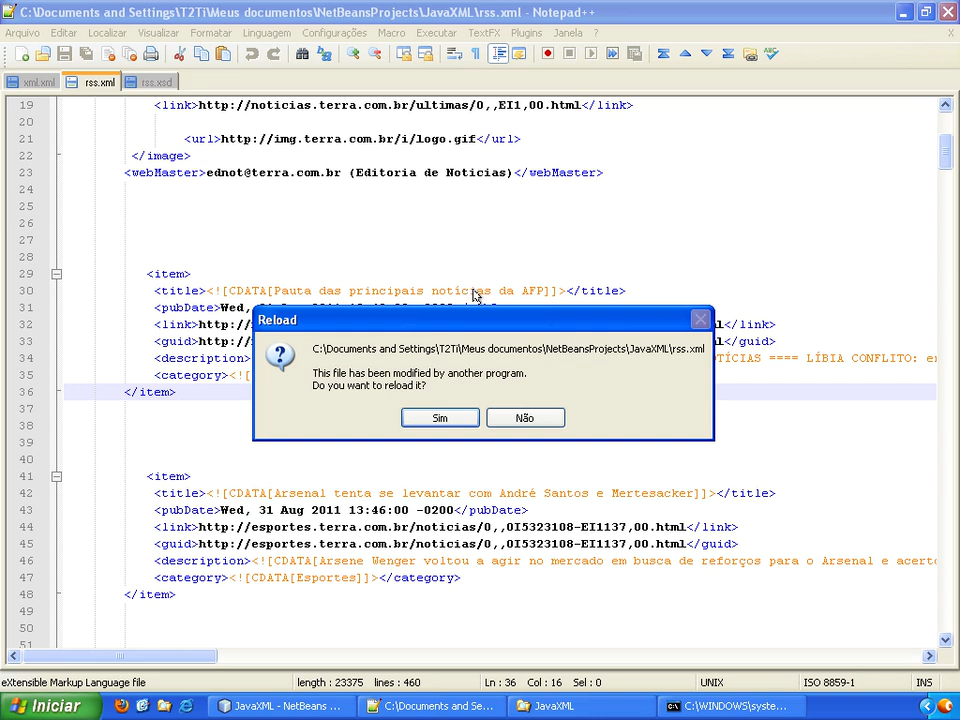 C:\Documents and Settings\T2Ti\Meus documentos\NetBeansProjects\JavaXML\rss.xml - Notepad++
Arquivo Editar Localizar Visualizar Formatar Linguagem Configurações Macro Executar TextFX Plugins Janela ? X
xml.xml rss.xml rss.xsd
19 <link>http://noticias.terra.com.br/ultimas/0,,EI1,00.html</link>
20
21 <url>http://img.terra.com.br/i/logo.gif</url>
22 </image>
23 <webMaster>ednot@terra.com.br (Editoria de Noticias)</webMaster>
24
25
26
27
28
29 <item>
30 <title><![CDATA[Pauta das principais notícias da AFP]]></title>
31 <pubDate>Wed,
32 <link>http:// l</link>
33 <guid>http:// l</guid>
34 <description> NOTÍCIAS ==== LÍBIA CONFLITO: e
35 <category><![
36 </item>
37
38
39
40
41 <item>
42 <title><![CDATA[Arsenal tenta se levantar com André Santos e Mertesacker]]></title>
43 <pubDate>Wed, 31 Aug 2011 13:46:00 -0200</pubDate>
44 <link>http://esportes.terra.com.br/noticias/0,,OI5323108-EI1137,00.html</link>
45 <guid>http://esportes.terra.com.br/noticias/0,,OI5323108-EI1137,00.html</guid>
46 <description><![CDATA[Arsene Wenger voltou a agir no mercado em busca de reforços para o Arsenal e acerto
47 <category><![CDATA[Esportes]]></category>
48 </item>
49
50
51
Reload
C:\Documents and Settings\T2Ti\Meus documentos\NetBeansProjects\JavaXML\rss.xml
This file has been modified by another program.
Do you want to reload it?
Sim Não
eXtensible Markup Language file length : 23375 lines : 460 Ln : 36 Col : 16 Sel : 0 UNIX ISO 8859-1 INS
Iniciar JavaXML - NetBeans ... C:\Documents and Se... JavaXML C:\WINDOWS\syste...